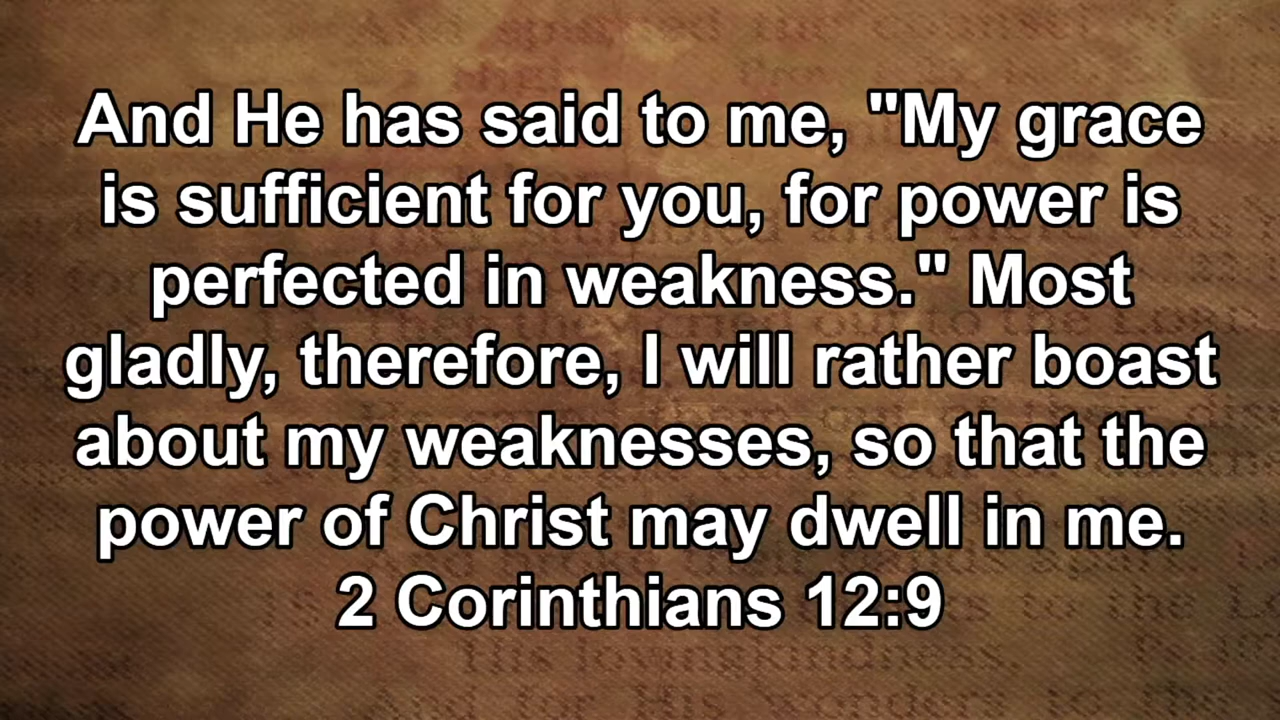 And He has said to me, "My grace
is sufficient for you, for power is
perfected in weakness." Most
gladly, therefore, I will rather boast
about my weaknesses, so that the
power of Christ may dwell in me.
2 Corinthians 12:9
His lovingkindness.